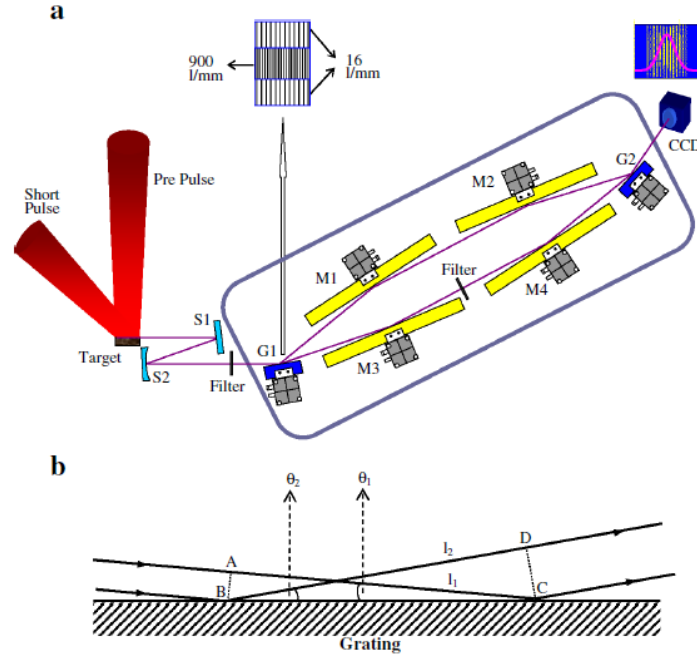 a
900
l/mm
16
l/mm
CCD
G2
Pre Pulse
Short
Pulse
M2
M1
Filter
M4
S1
G1
M3
Target
S2
Filter
b
θ2
θ1
A
B
l2
l1
D
C
Grating